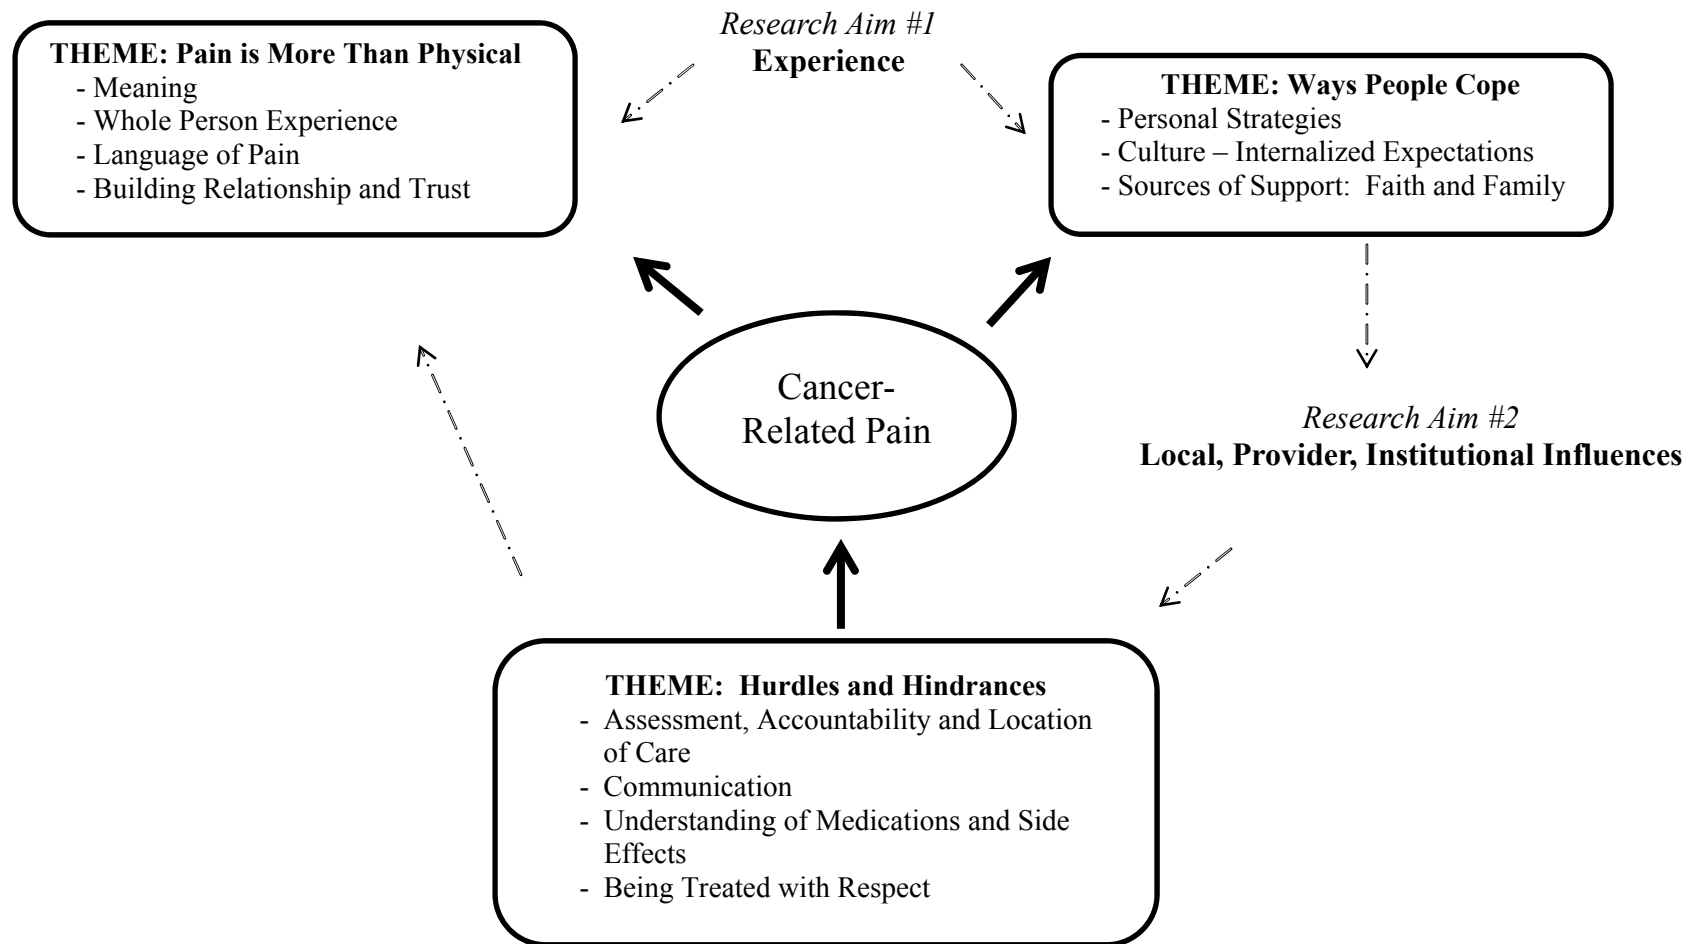 Research Aim #1
Experience
THEME: Pain is More Than Physical
- Meaning
- Whole Person Experience
- Language of Pain
- Building Relationship and Trust
THEME: Ways People Cope
- Personal Strategies
- Culture – Internalized Expectations
- Sources of Support:  Faith and Family
Cancer-
Related Pain
Research Aim #2
Local, Provider, Institutional Influences
THEME:  Hurdles and Hindrances
- Assessment, Accountability and Location
of Care
- Communication
- Understanding of Medications and Side
Effects
- Being Treated with Respect